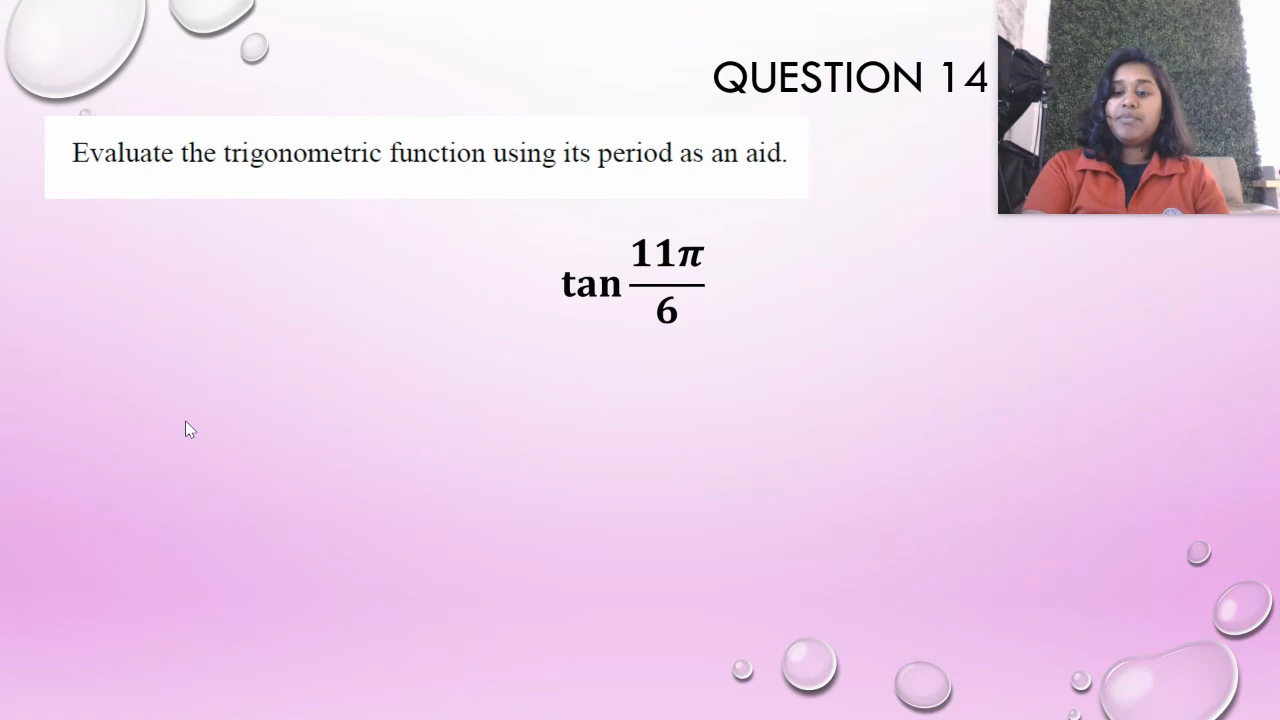 QUESTION 14
Evaluate the trigonometric function using its period as an aid.
tan 11π/6